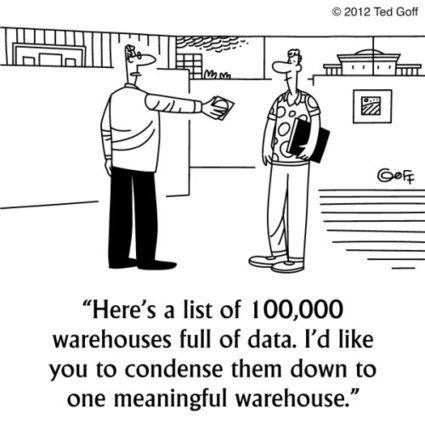 © 2012 Ted Goff
GOFF
“Here’s a list of 100,000
warehouses full of data. I’d like
you to condense them down to
one meaningful warehouse.”